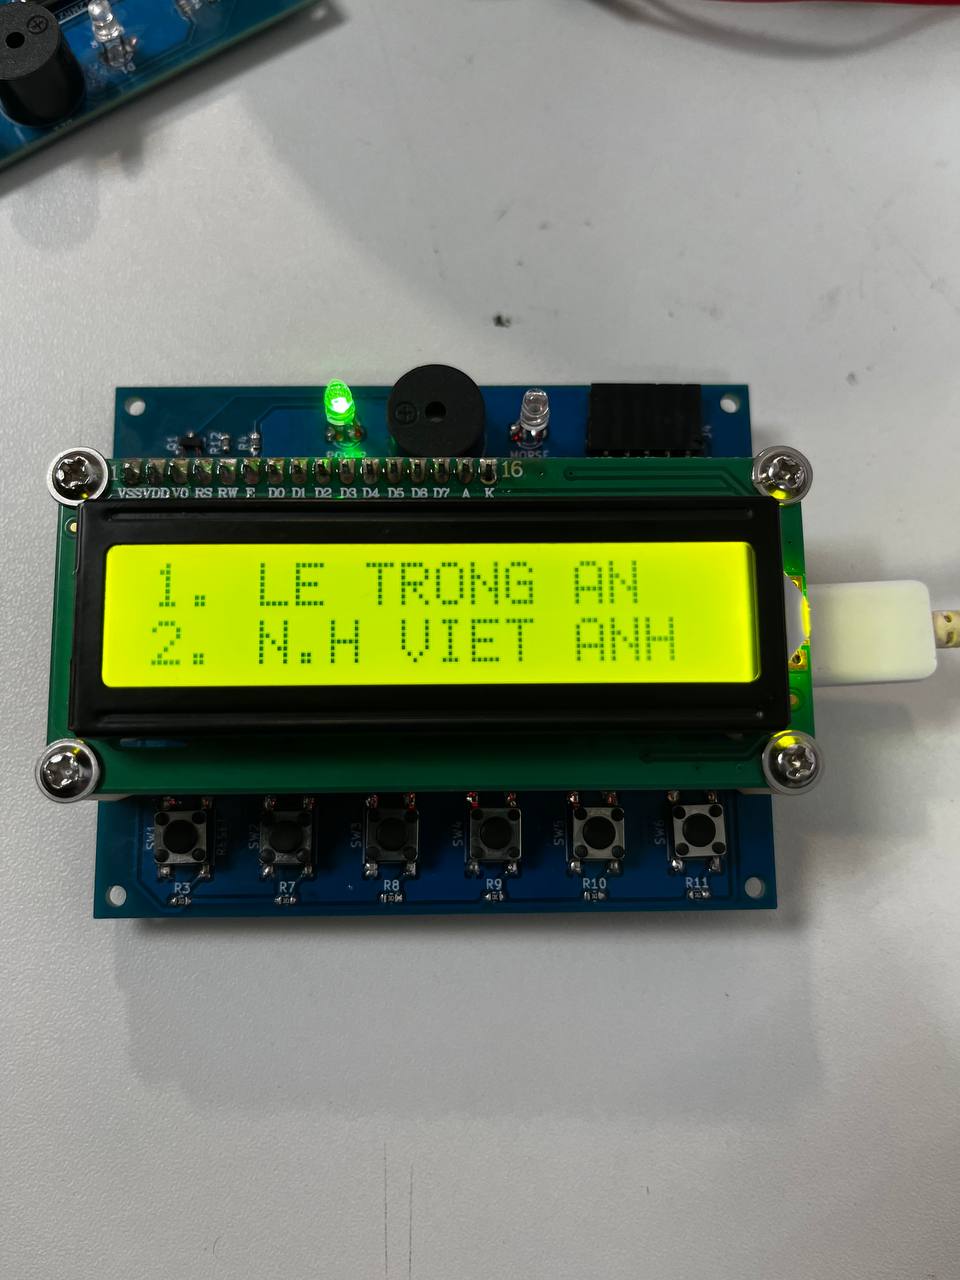 Q1 R12 R4
POWER
MORSE
J4
1
16
VSS VDD V0 RS RW E D0 D1 D2 D3 D4 D5 D6 D7 A K
1. LE TRONG AN
2. N.H VIET ANH
SW1 SW2 SW3 SW4 SW5 SW6
R3 R7 R8 R9 R10 R11